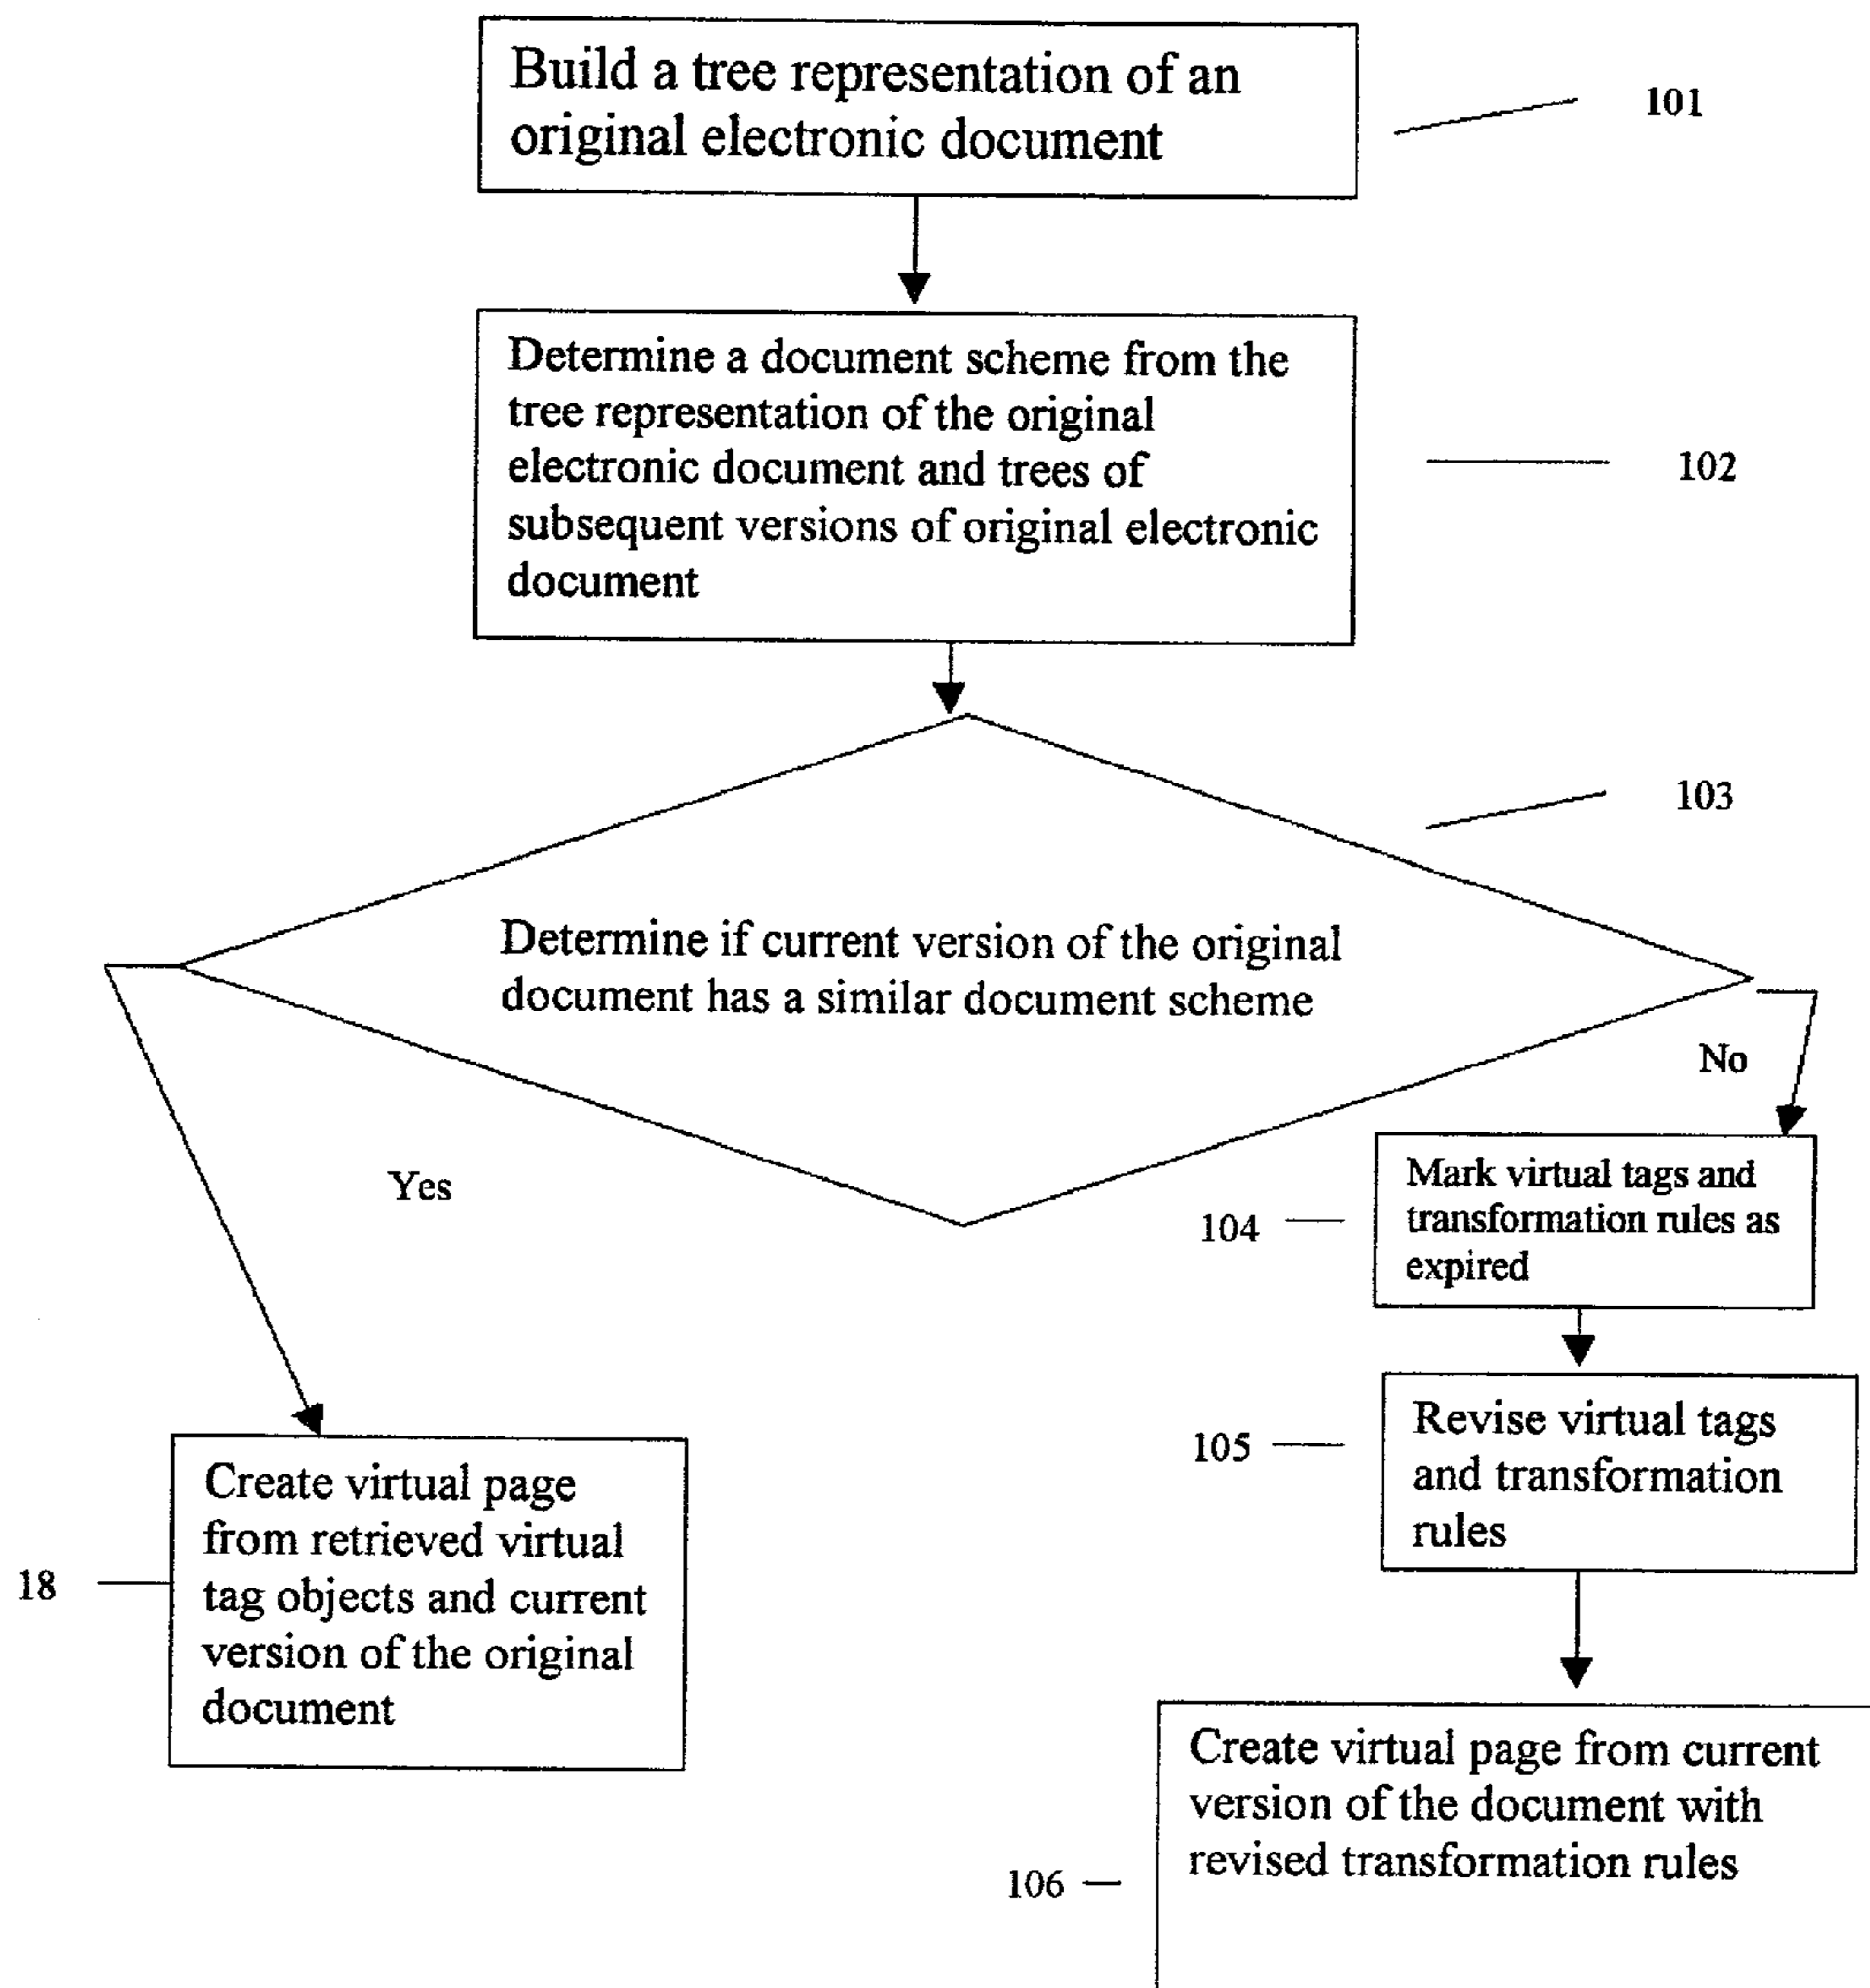 Build a tree representation of an
original electronic document
101
Determine a document scheme from the
tree representation of the original
electronic document and trees of
subsequent versions of original electronic
document
102
103
Determine if current version of the original
document has a similar document scheme
No
Yes
Mark virtual tags and
transformation rules as
expired
104
Revise virtual tags
and transformation
rules
105
Create virtual page
from retrieved virtual
tag objects and current
version of the original
document
18
Create virtual page from current
version of the document with
revised transformation rules
106